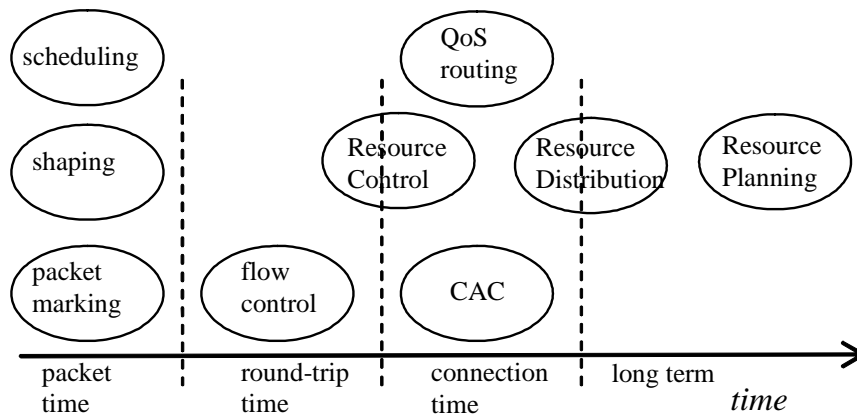 scheduling
QoS
routing
shaping
Resource
Control
Resource
Distribution
Resource
Planning
packet
marking
flow
control
CAC
packet
time
round-trip
time
connection
time
long term
time